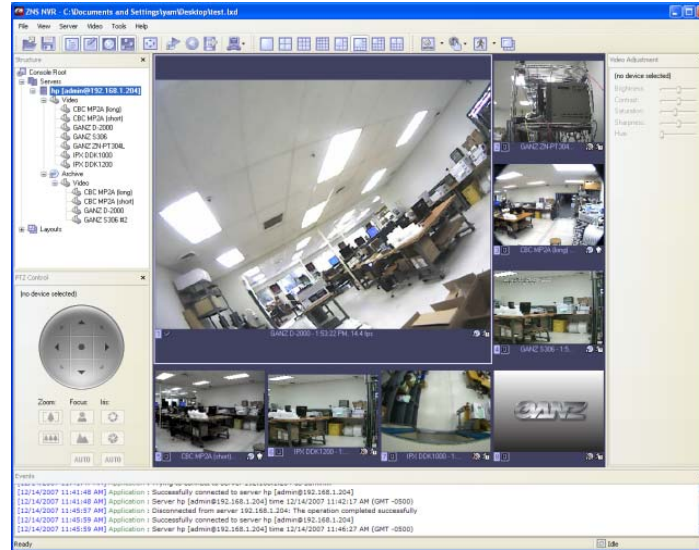 ZNS NVR - C:\Documents and Settings\yam\Desktop\test.lxd
File View Server Video Tools Help
Structure
Console Root
Servers
hp [admin@192.168.1.204]
Video
CBC MP2A (long)
CBC MP2A (short)
GANZ D-2000
GANZ 5306
GANZ ZN-PT304L
IPX DDK1000
IPX DDK1200
Archive
Video
CBC MP2A (long)
CBC MP2A (short)
GANZ D-2000
GANZ 5306 #2
Layouts
PTZ Control
(no device selected)
Zoom: Focus: Iris:
AUTO AUTO
1 GANZ D-2000 - 1:53:22 PM, 14.4 fps
2 GANZ ZN-PT304...
3 CBC MP2A (long) ...
4 GANZ 5306 - 1:5...
5 CBC MP2A (short)...
6 IPX DDK1200 - 1:...
7 IPX DDK1000 - 1:...
GANZ
Video Adjustment
(no device selected)
Brightness:
Contrast:
Saturation:
Sharpness:
Hue:
Events
[12/14/2007 11:41:48 AM] Application : Successfully connected to server hp [admin@192.168.1.204]
[12/14/2007 11:41:48 AM] Application : Server hp [admin@192.168.1.204] time 12/14/2007 11:42:17 AM (GMT -0500)
[12/14/2007 11:45:57 AM] Application : Disconnected from server 192.168.1.204: The operation completed successfully
[12/14/2007 11:45:59 AM] Application : Successfully connected to server hp [admin@192.168.1.204]
[12/14/2007 11:45:59 AM] Application : Server hp [admin@192.168.1.204] time 12/14/2007 11:46:27 AM (GMT -0500)
Ready
Idle